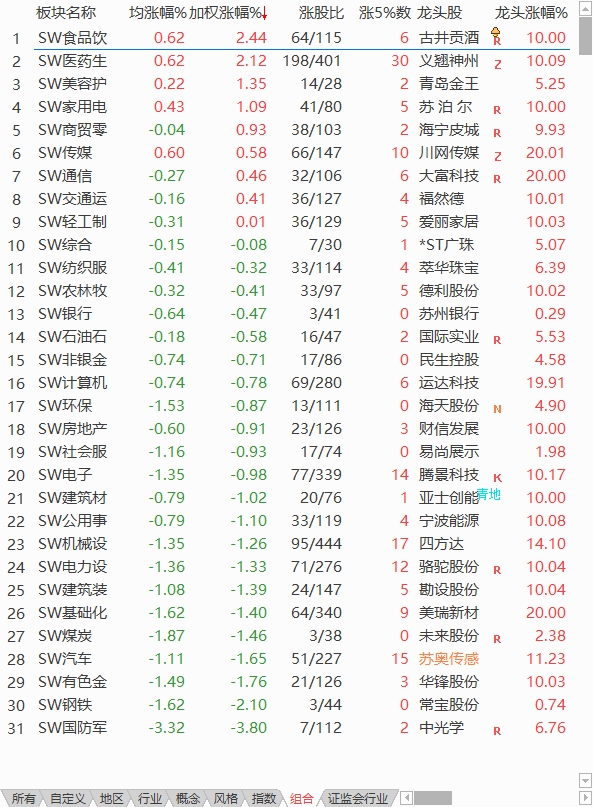 板块名称 均涨幅% 加权涨幅%↓ 涨股比 涨5%数 龙头股 龙头涨幅%
1 SW食品饮 0.62 2.44 64/115 6 古井贡酒 R 10.00
2 SW医药生 0.62 2.12 198/401 30 义翘神州 Z 10.09
3 SW美容护 0.22 1.35 14/28 2 青岛金王 5.25
4 SW家用电 0.43 1.09 41/80 5 苏 泊 尔 R 10.00
5 SW商贸零 -0.04 0.93 38/103 2 海宁皮城 R 9.93
6 SW传媒 0.60 0.58 66/147 10 川网传媒 Z 20.01
7 SW通信 -0.27 0.46 32/106 6 大富科技 R 20.00
8 SW交通运 -0.16 0.41 36/127 4 福然德 10.01
9 SW轻工制 -0.31 0.01 36/129 5 爱丽家居 10.03
10 SW综合 -0.15 -0.08 7/30 1 *ST广珠 5.07
11 SW纺织服 -0.41 -0.32 33/114 4 萃华珠宝 6.39
12 SW农林牧 -0.32 -0.41 33/97 5 德利股份 10.02
13 SW银行 -0.64 -0.47 3/41 0 苏州银行 0.29
14 SW石油石 -0.18 -0.58 16/47 2 国际实业 R 5.53
15 SW非银金 -0.74 -0.71 17/86 0 民生控股 4.58
16 SW计算机 -0.74 -0.78 69/280 6 运达科技 19.91
17 SW环保 -1.53 -0.87 13/111 0 海天股份 N 4.90
18 SW房地产 -0.60 -0.91 23/126 3 财信发展 10.00
19 SW社会服 -1.16 -0.93 17/74 0 易尚展示 1.98
20 SW电子 -1.35 -0.98 77/339 14 腾景科技 K 10.17
21 SW建筑材 -0.79 -1.02 20/76 1 亚士创能 青地 10.00
22 SW公用事 -0.79 -1.10 33/119 4 宁波能源 10.08
23 SW机械设 -1.35 -1.26 95/444 17 四方达 14.10
24 SW电力设 -1.36 -1.33 71/276 12 骆驼股份 R 10.04
25 SW建筑装 -1.08 -1.39 24/147 5 勘设股份 10.04
26 SW基础化 -1.62 -1.40 64/340 9 美瑞新材 20.00
27 SW煤炭 -1.87 -1.46 3/38 0 未来股份 R 2.38
28 SW汽车 -1.11 -1.65 51/227 15 苏奥传感 11.23
29 SW有色金 -1.49 -1.76 21/126 3 华锋股份 10.03
30 SW钢铁 -1.62 -2.10 3/44 0 常宝股份 0.74
31 SW国防军 -3.32 -3.80 7/112 2 中光学 R 6.76
所有 自定义 地区 行业 概念 风格 指数 组合 证监会行业